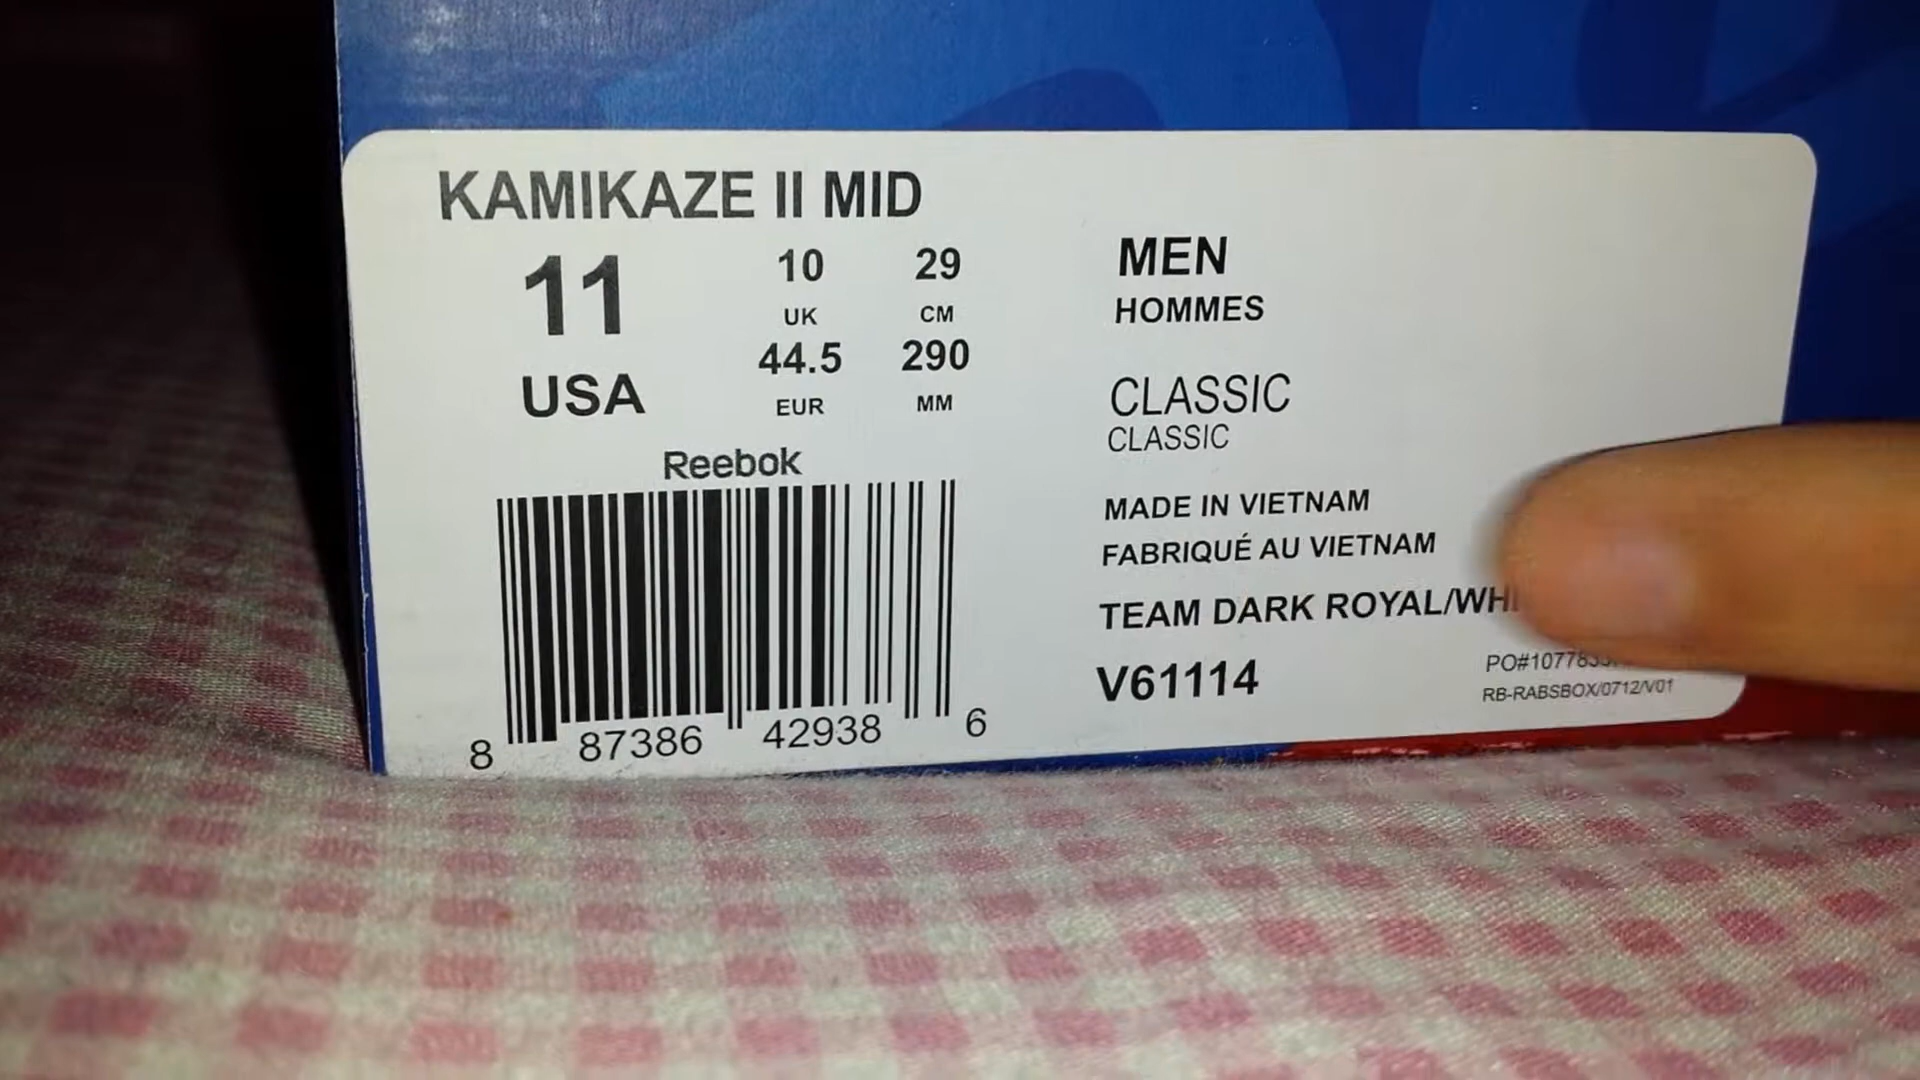 KAMIKAZE II MID
11
USA
10
UK
29
CM
44.5
EUR
290
MM
Reebok
8 87386 42938 6
MEN
HOMMES
CLASSIC
CLASSIC
MADE IN VIETNAM
FABRIQUÉ AU VIETNAM
TEAM DARK ROYAL/
V61114
RB-RABSBOX/0712/V01